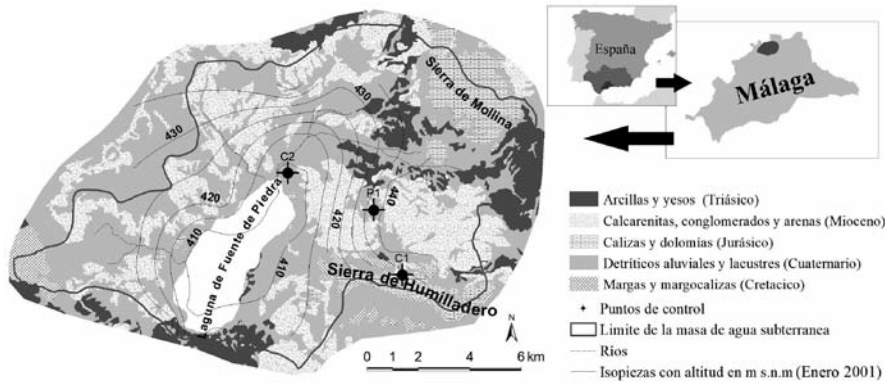 España
Málaga
Sierra de Mollina
430
430
C2
420
410
Laguna de Fuente de Piedra
P1
440
420
410
C1
Sierra de Humilladero
N
0 2 4 6 km
Arcillas y yesos (Triásico)
Calcarenitas, conglomerados y arenas (Mioceno)
Calizas y dolomías (Jurásico)
Detríticos aluviales y lacustres (Cuaternario)
Margas y margocalizas (Cretacico)
Puntos de control
Limite de la masa de agua subterranea
Ríos
Isopiezas con altitud en m s.n.m (Enero 2001)